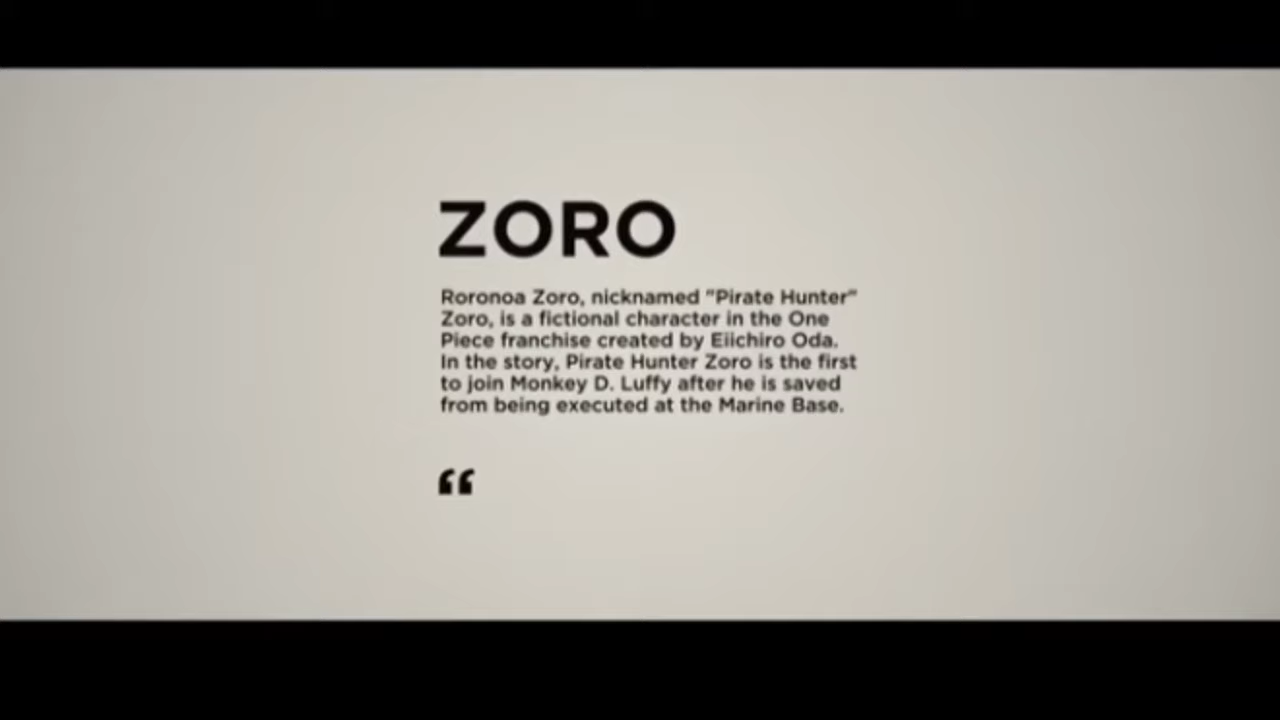 ZORO
Roronoa Zoro, nicknamed "Pirate Hunter"
Zoro, is a fictional character in the One
Piece franchise created by Eiichiro Oda.
In the story, Pirate Hunter Zoro is the first
to join Monkey D. Luffy after he is saved
from being executed at the Marine Base.
“